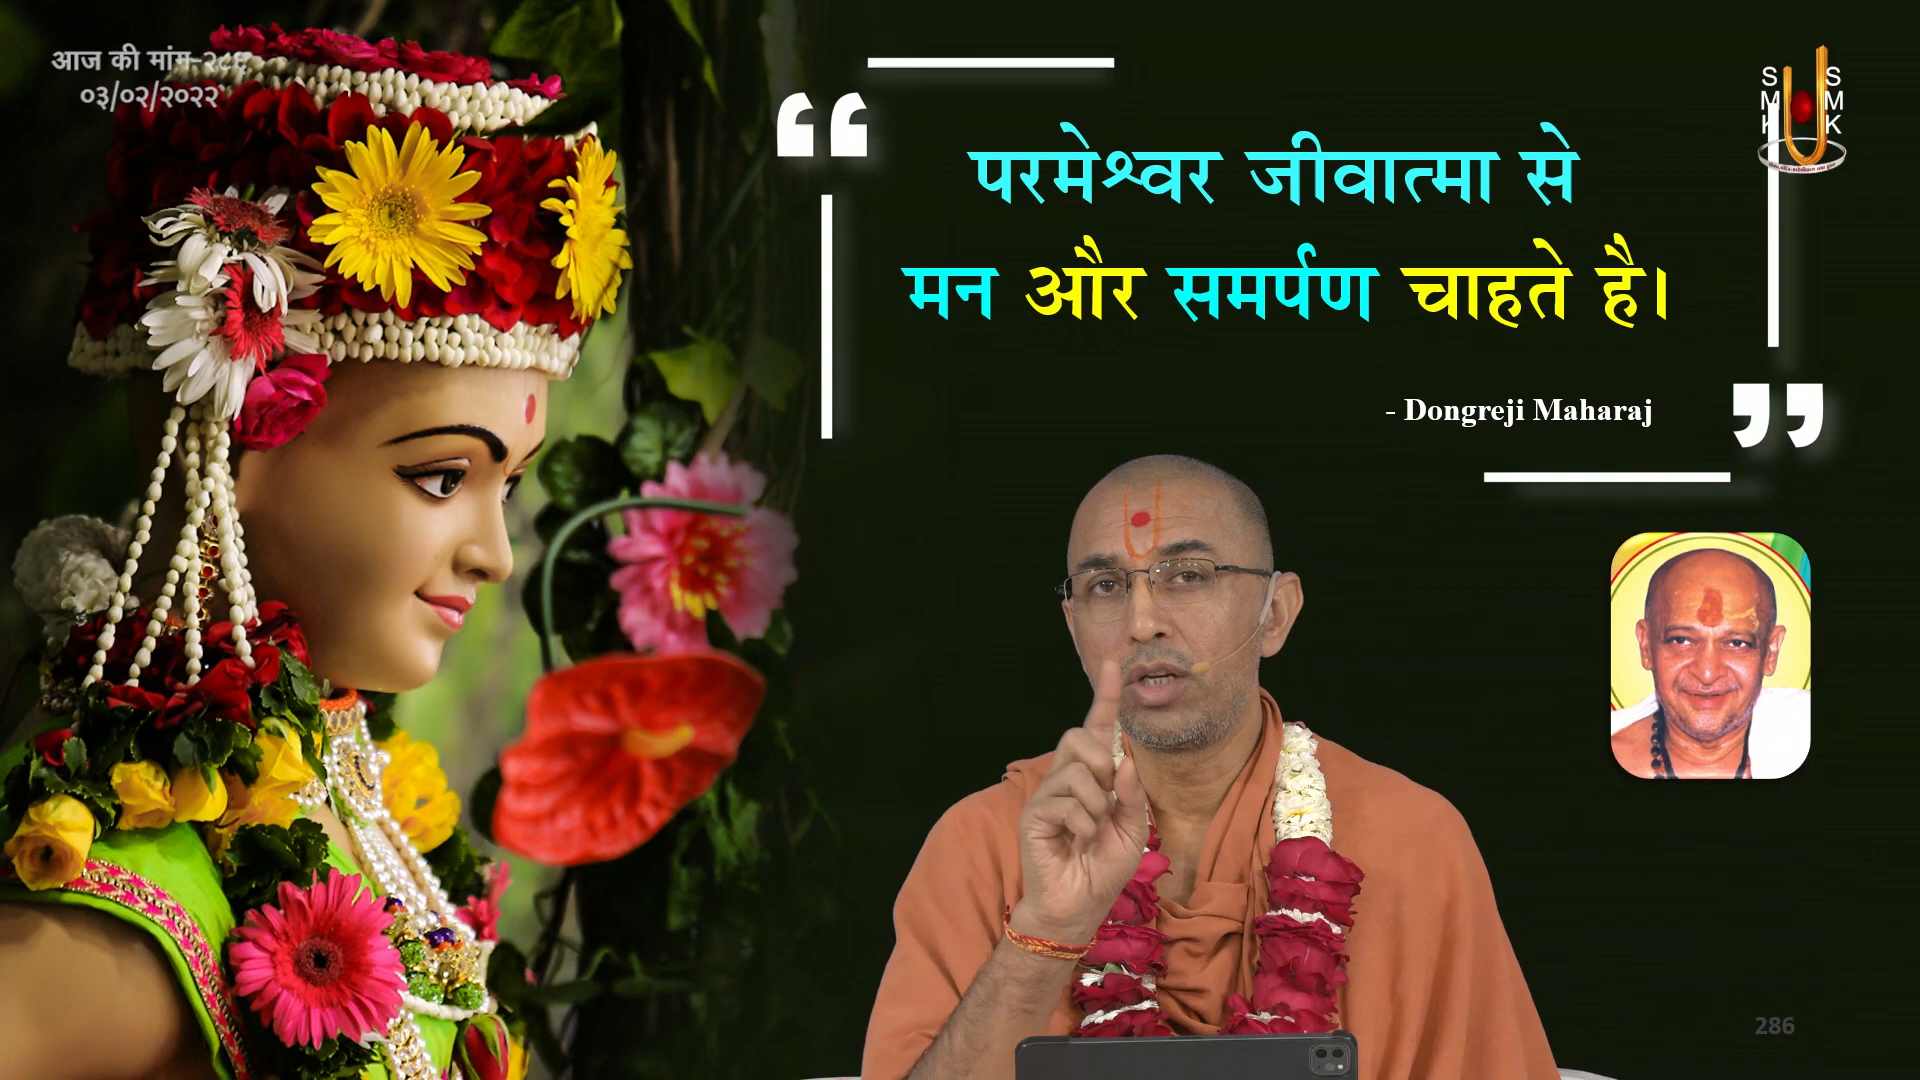 आज की मांग-२८६
०३/०२/२०२२
S S
M M
K K
“
परमेश्वर जीवात्मा से
मन और समर्पण चाहते है।
- Dongreji Maharaj
”
286